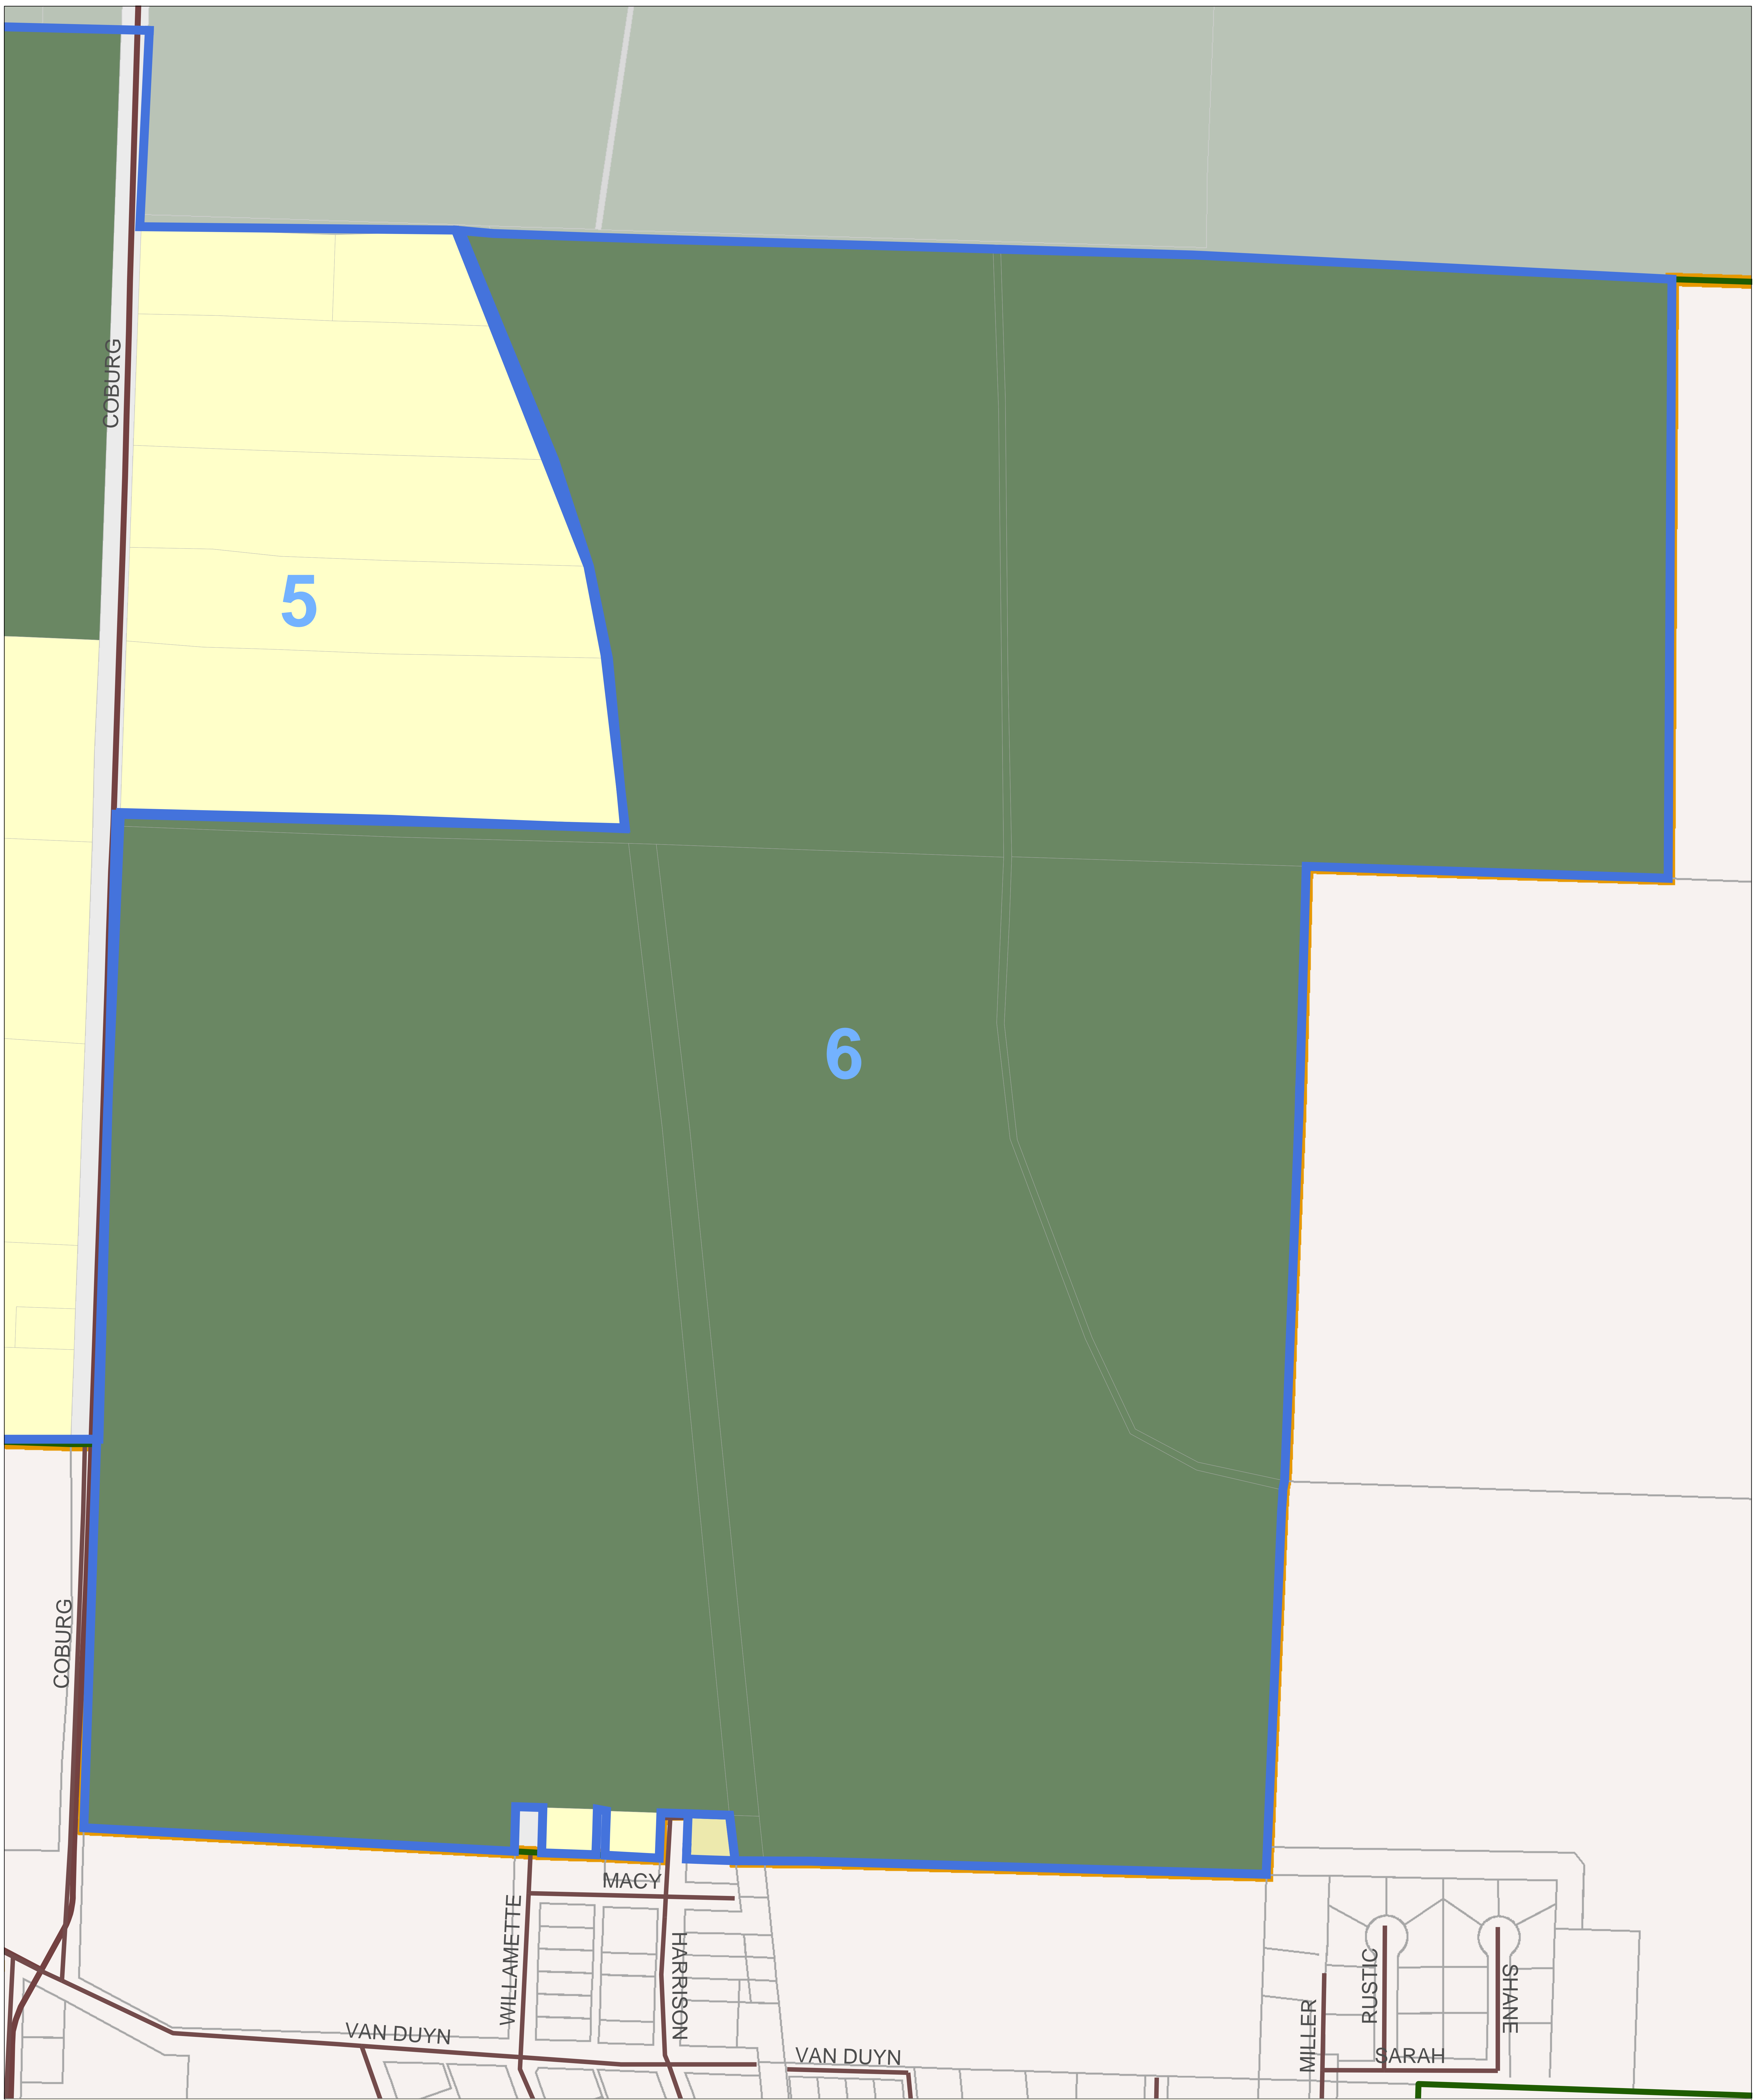 COBURG
5
6
COBURG
MACY
WILLAMETTE
HARRISON
RUSTIC
SHANE
MILLER
VAN DUYN
VAN DUYN
SARAH